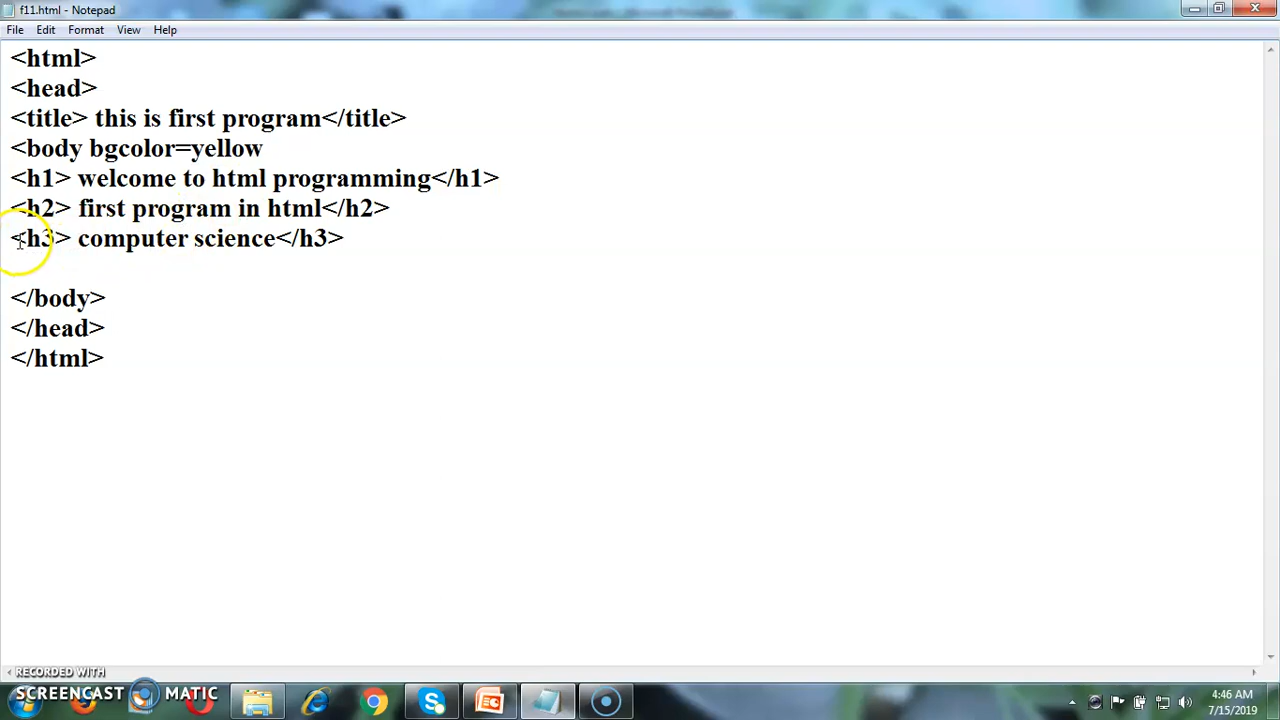 f11.html - Notepad
File Edit Format View Help
<html>
<head>
<title> this is first program</title>
<body bgcolor=yellow
<h1> welcome to html programming</h1>
<h2> first program in html</h2>
<h3> computer science</h3>
</body>
</head>
</html>
RECORDED WITH
SCREENCAST MATIC
4:46 AM
7/15/2019